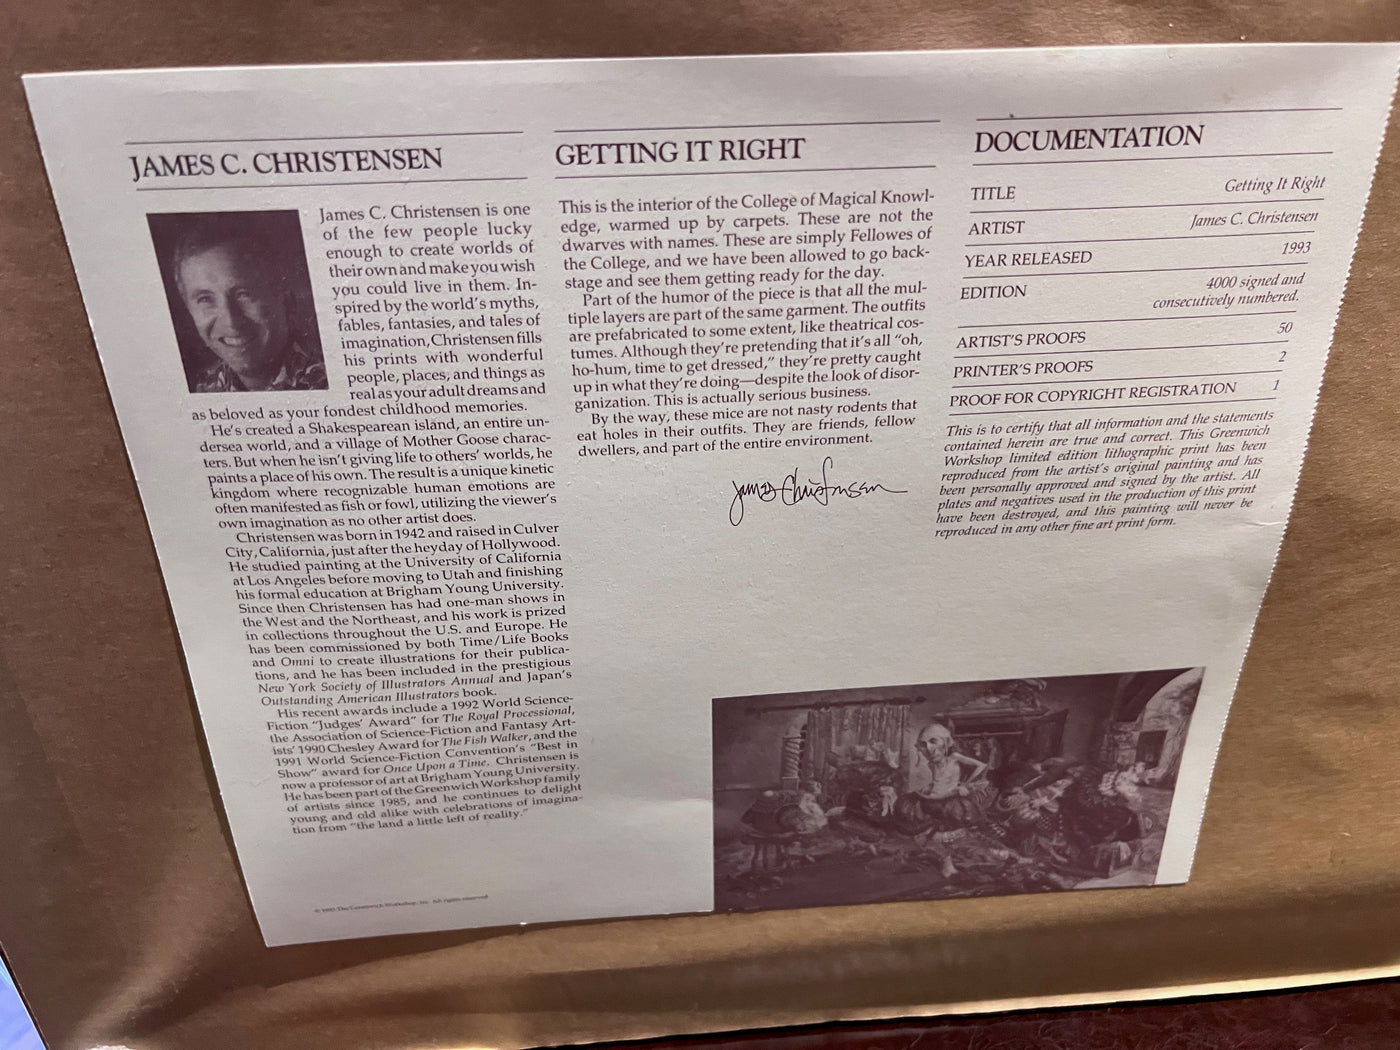 JAMES C. CHRISTENSEN
James C. Christensen is one
of the few people lucky
enough to create worlds of
their own and make you wish
you could live in them. In-
spired by the world's myths,
fables, fantasies, and tales of
imagination, Christensen fills
his prints with wonderful
people, places, and things as
real as your adult dreams and
as beloved as your fondest childhood memories.
He's created a Shakespearean island, an entire un-
dersea world, and a village of Mother Goose charac-
ters. But when he isn't giving life to others' worlds, he
paints a place of his own. The result is a unique kinetic
kingdom where recognizable human emotions are
often manifested as fish or fowl, utilizing the viewer's
own imagination as no other artist does.
Christensen was born in 1942 and raised in Culver
City, California, just after the heyday of Hollywood.
He studied painting at the University of California
at Los Angeles before moving to Utah and finishing
his formal education at Brigham Young University.
Since then Christensen has had one-man shows in
the West and the Northeast, and his work is prized
in collections throughout the U.S. and Europe. He
has been commissioned by both Time/Life Books
and Omni to create illustrations for their publica-
tions, and he has been included in the prestigious
New York Society of Illustrators Annual and Japan's
Outstanding American Illustrators book.
His recent awards include a 1992 World Science-
Fiction "Judges' Award" for The Royal Processional,
the Association of Science-Fiction and Fantasy Art-
ists' 1990 Chesley Award for The Fish Walker, and the
1991 World Science-Fiction Convention's "Best in
Show" award for Once Upon a Time. Christensen is
now a professor of art at Brigham Young University.
He has been part of the Greenwich Workshop family
of artists since 1985, and he continues to delight
young and old alike with celebrations of imagina-
tion from "the land a little left of reality."
© 1993 The Greenwich Workshop, Inc. All rights reserved
GETTING IT RIGHT
This is the interior of the College of Magical Knowl-
edge, warmed up by carpets. These are not the
dwarves with names. These are simply Fellowes of
the College, and we have been allowed to go back-
stage and see them getting ready for the day.
Part of the humor of the piece is that all the mul-
tiple layers are part of the same garment. The outfits
are prefabricated to some extent, like theatrical cos-
tumes. Although they're pretending that it's all "oh,
ho-hum, time to get dressed," they're pretty caught
up in what they're doing—despite the look of disor-
ganization. This is actually serious business.
By the way, these mice are not nasty rodents that
eat holes in their outfits. They are friends, fellow
dwellers, and part of the entire environment.
James Christensen
DOCUMENTATION
TITLE Getting It Right
ARTIST James C. Christensen
YEAR RELEASED 1993
EDITION 4000 signed and
consecutively numbered.
ARTIST'S PROOFS 50
PRINTER'S PROOFS 2
PROOF FOR COPYRIGHT REGISTRATION 1
This is to certify that all information and the statements
contained herein are true and correct. This Greenwich
Workshop limited edition lithographic print has been
reproduced from the artist's original painting and has
been personally approved and signed by the artist. All
plates and negatives used in the production of this print
have been destroyed, and this painting will never be
reproduced in any other fine art print form.